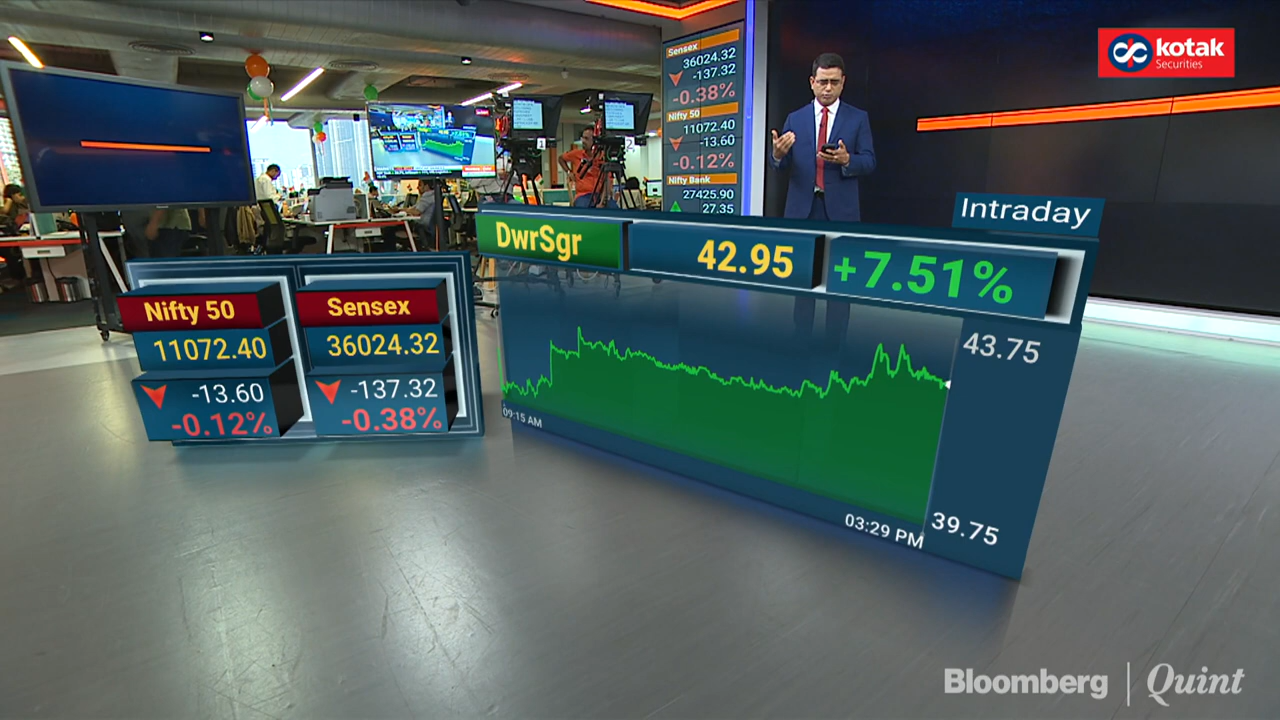 kotak
Securities
Sensex
36024.32
-137.32
-0.38%
Nifty 50
11072.40
-13.60
-0.12%
Nifty Bank
27425.90
27.35
Intraday
DwrSgr
42.95
+7.51%
43.75
39.75
09:15 AM
03:29 PM
Nifty 50
11072.40
-13.60
-0.12%
Sensex
36024.32
-137.32
-0.38%
1
2
Bloomberg | Quint